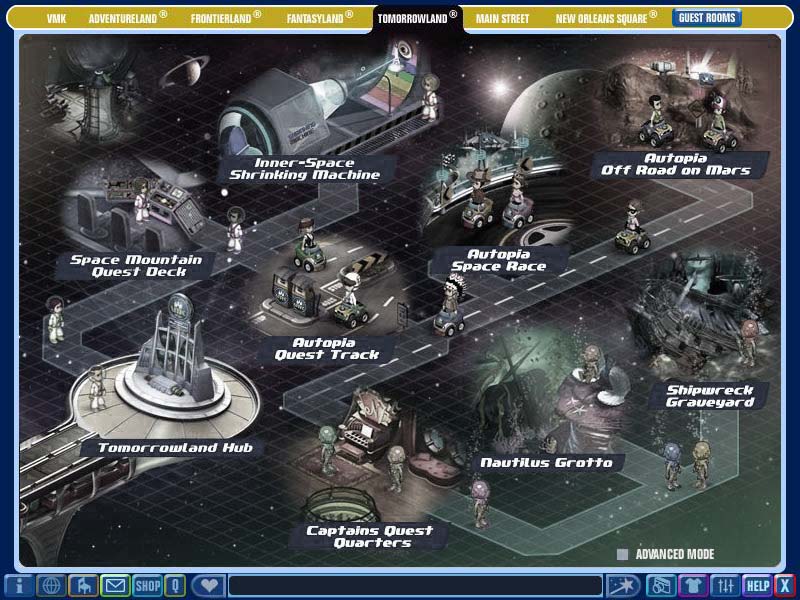 VMK ADVENTURELAND® FRONTIERLAND® FANTASYLAND® TOMORROWLAND® MAIN STREET NEW ORLEANS SQUARE® GUEST ROOMS
Inner-Space
Shrinking Machine
Autopia
Off Road on Mars
Space Mountain
Quest Deck
Autopia
Space Race
Autopia
Quest Track
Shipwreck
Graveyard
Tomorrowland Hub
Nautilus Grotto
Captains Quest
Quarters
ADVANCED MODE
i SHOP Q HELP X